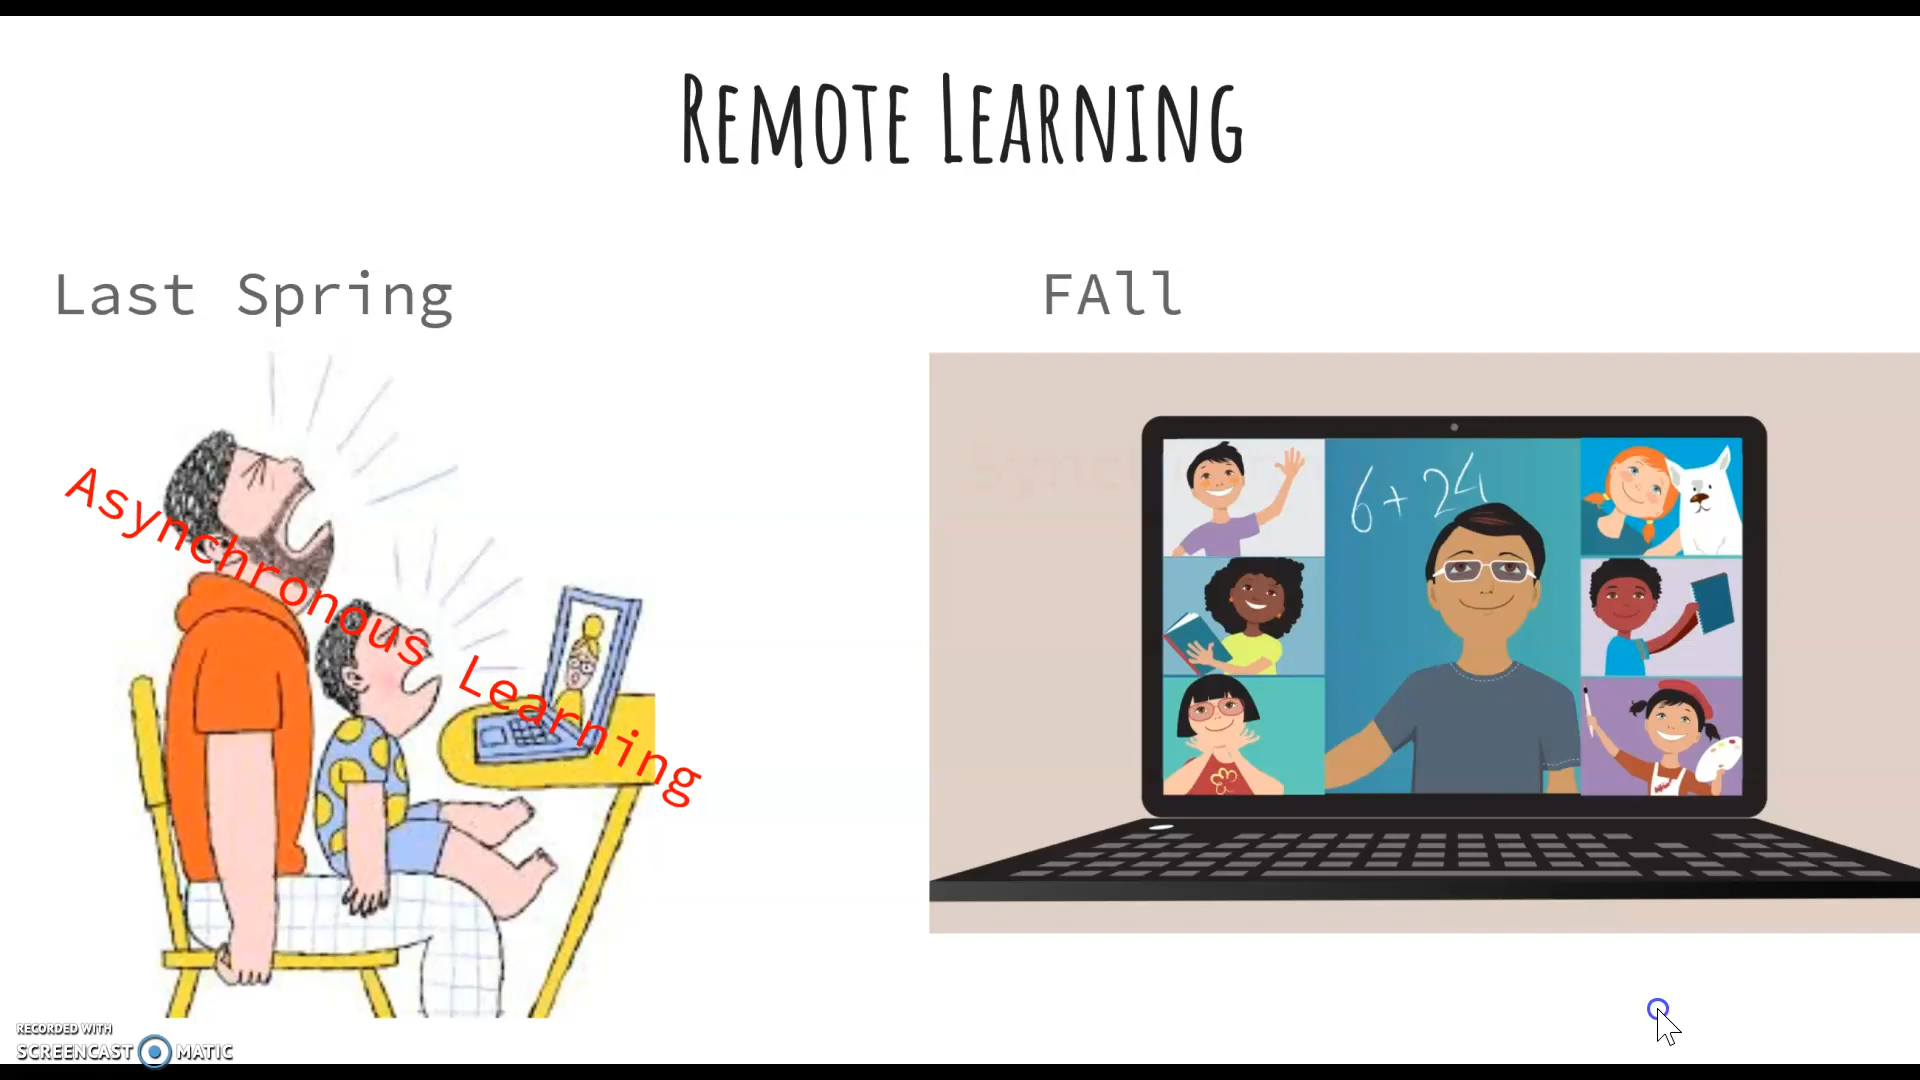 Remote Learning
Last Spring
FAll
Asynchronous Learning
6+24
RECORDED WITH
SCREENCAST MATIC